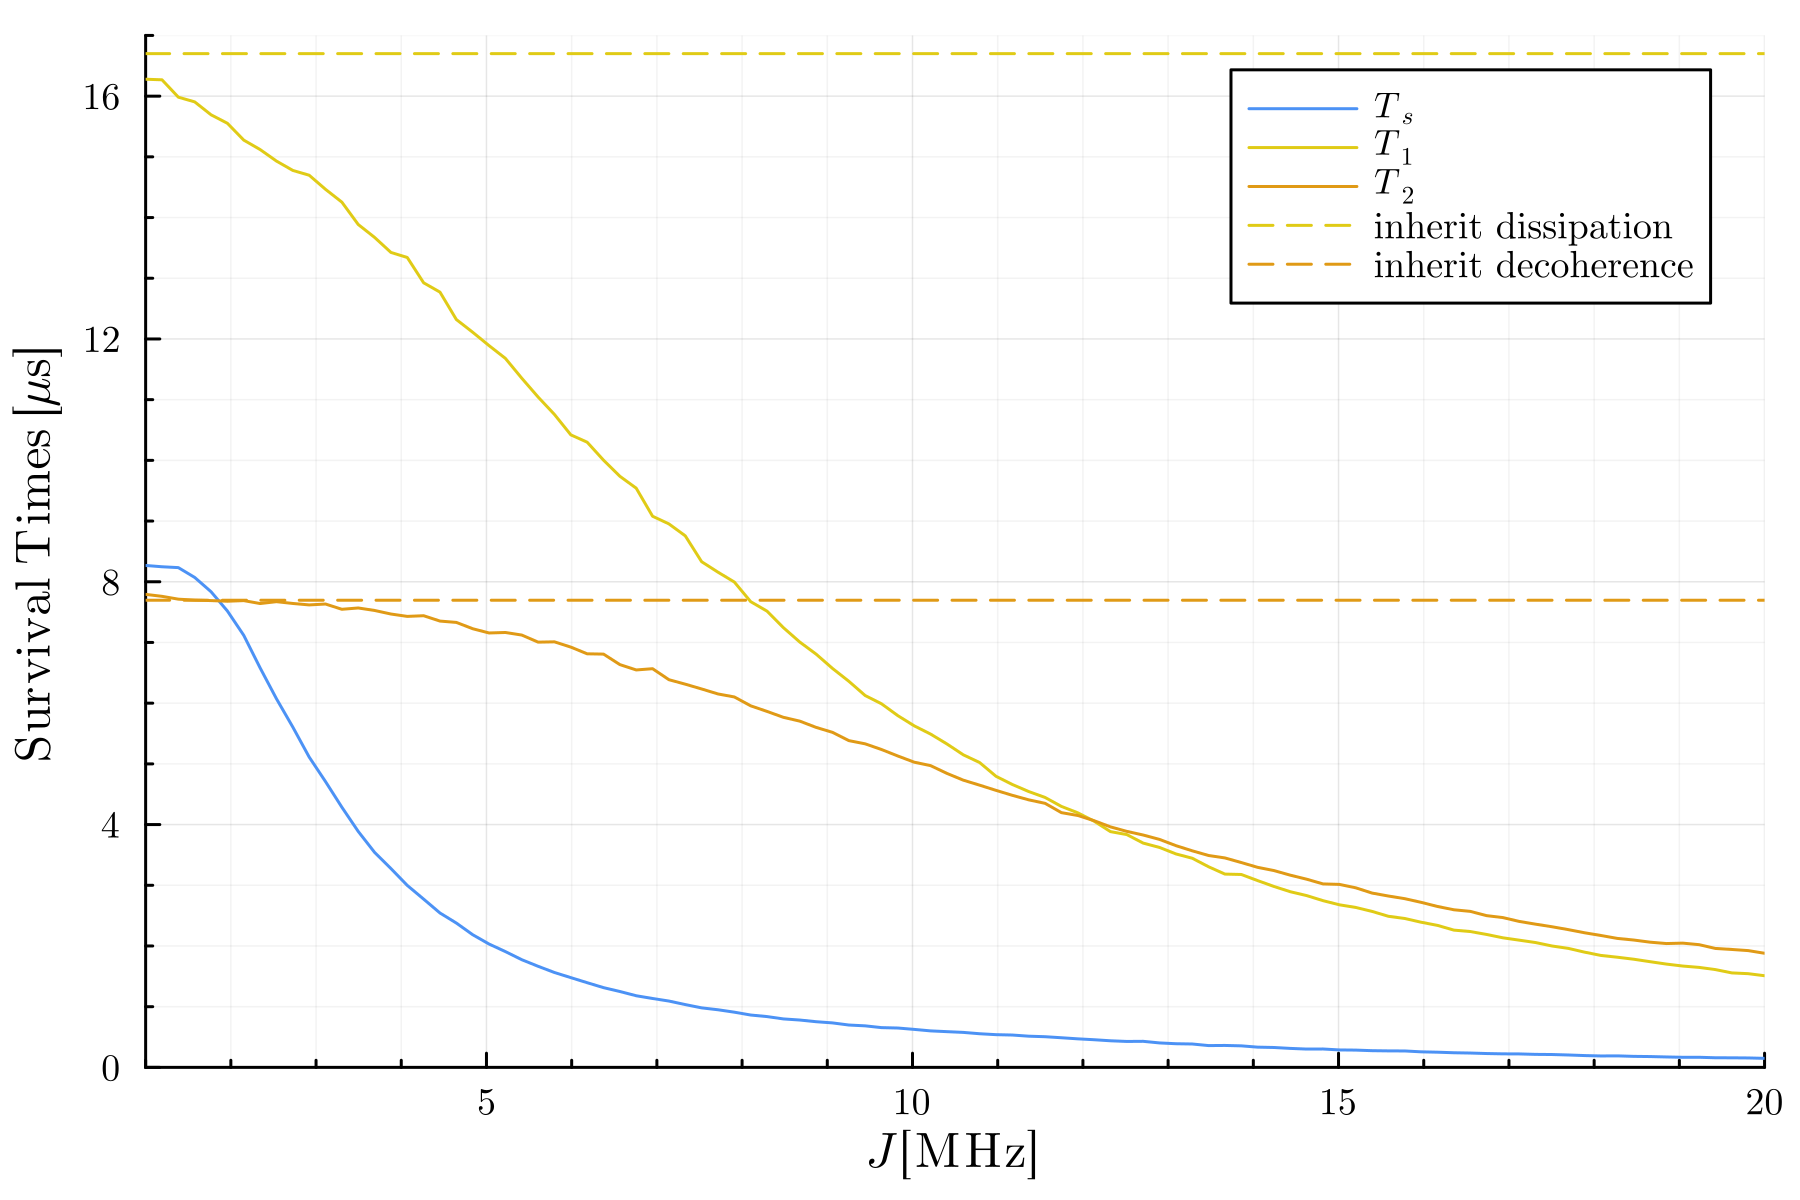 16
12
8
4
0
Survival Times [μs]
T_s
T_1
T_2
inherit dissipation
inherit decoherence
5
10
15
20
J[MHz]